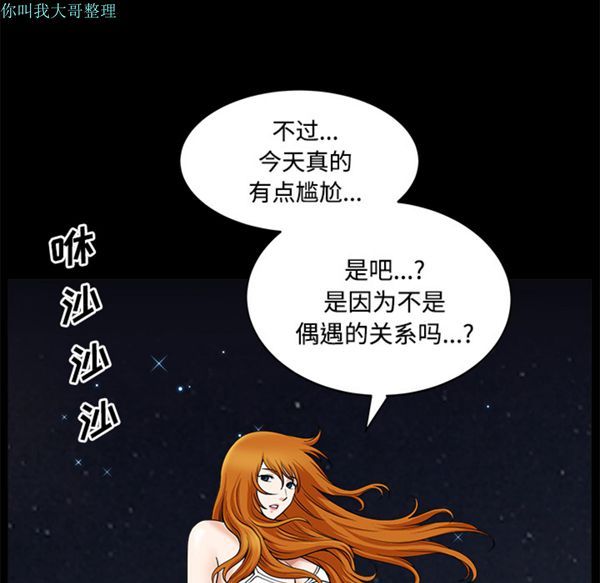 你叫我大哥整理
不过...
今天真的
有点尴尬...
是吧...?
是因为不是
偶遇的关系吗...?
咻
沙
沙
沙